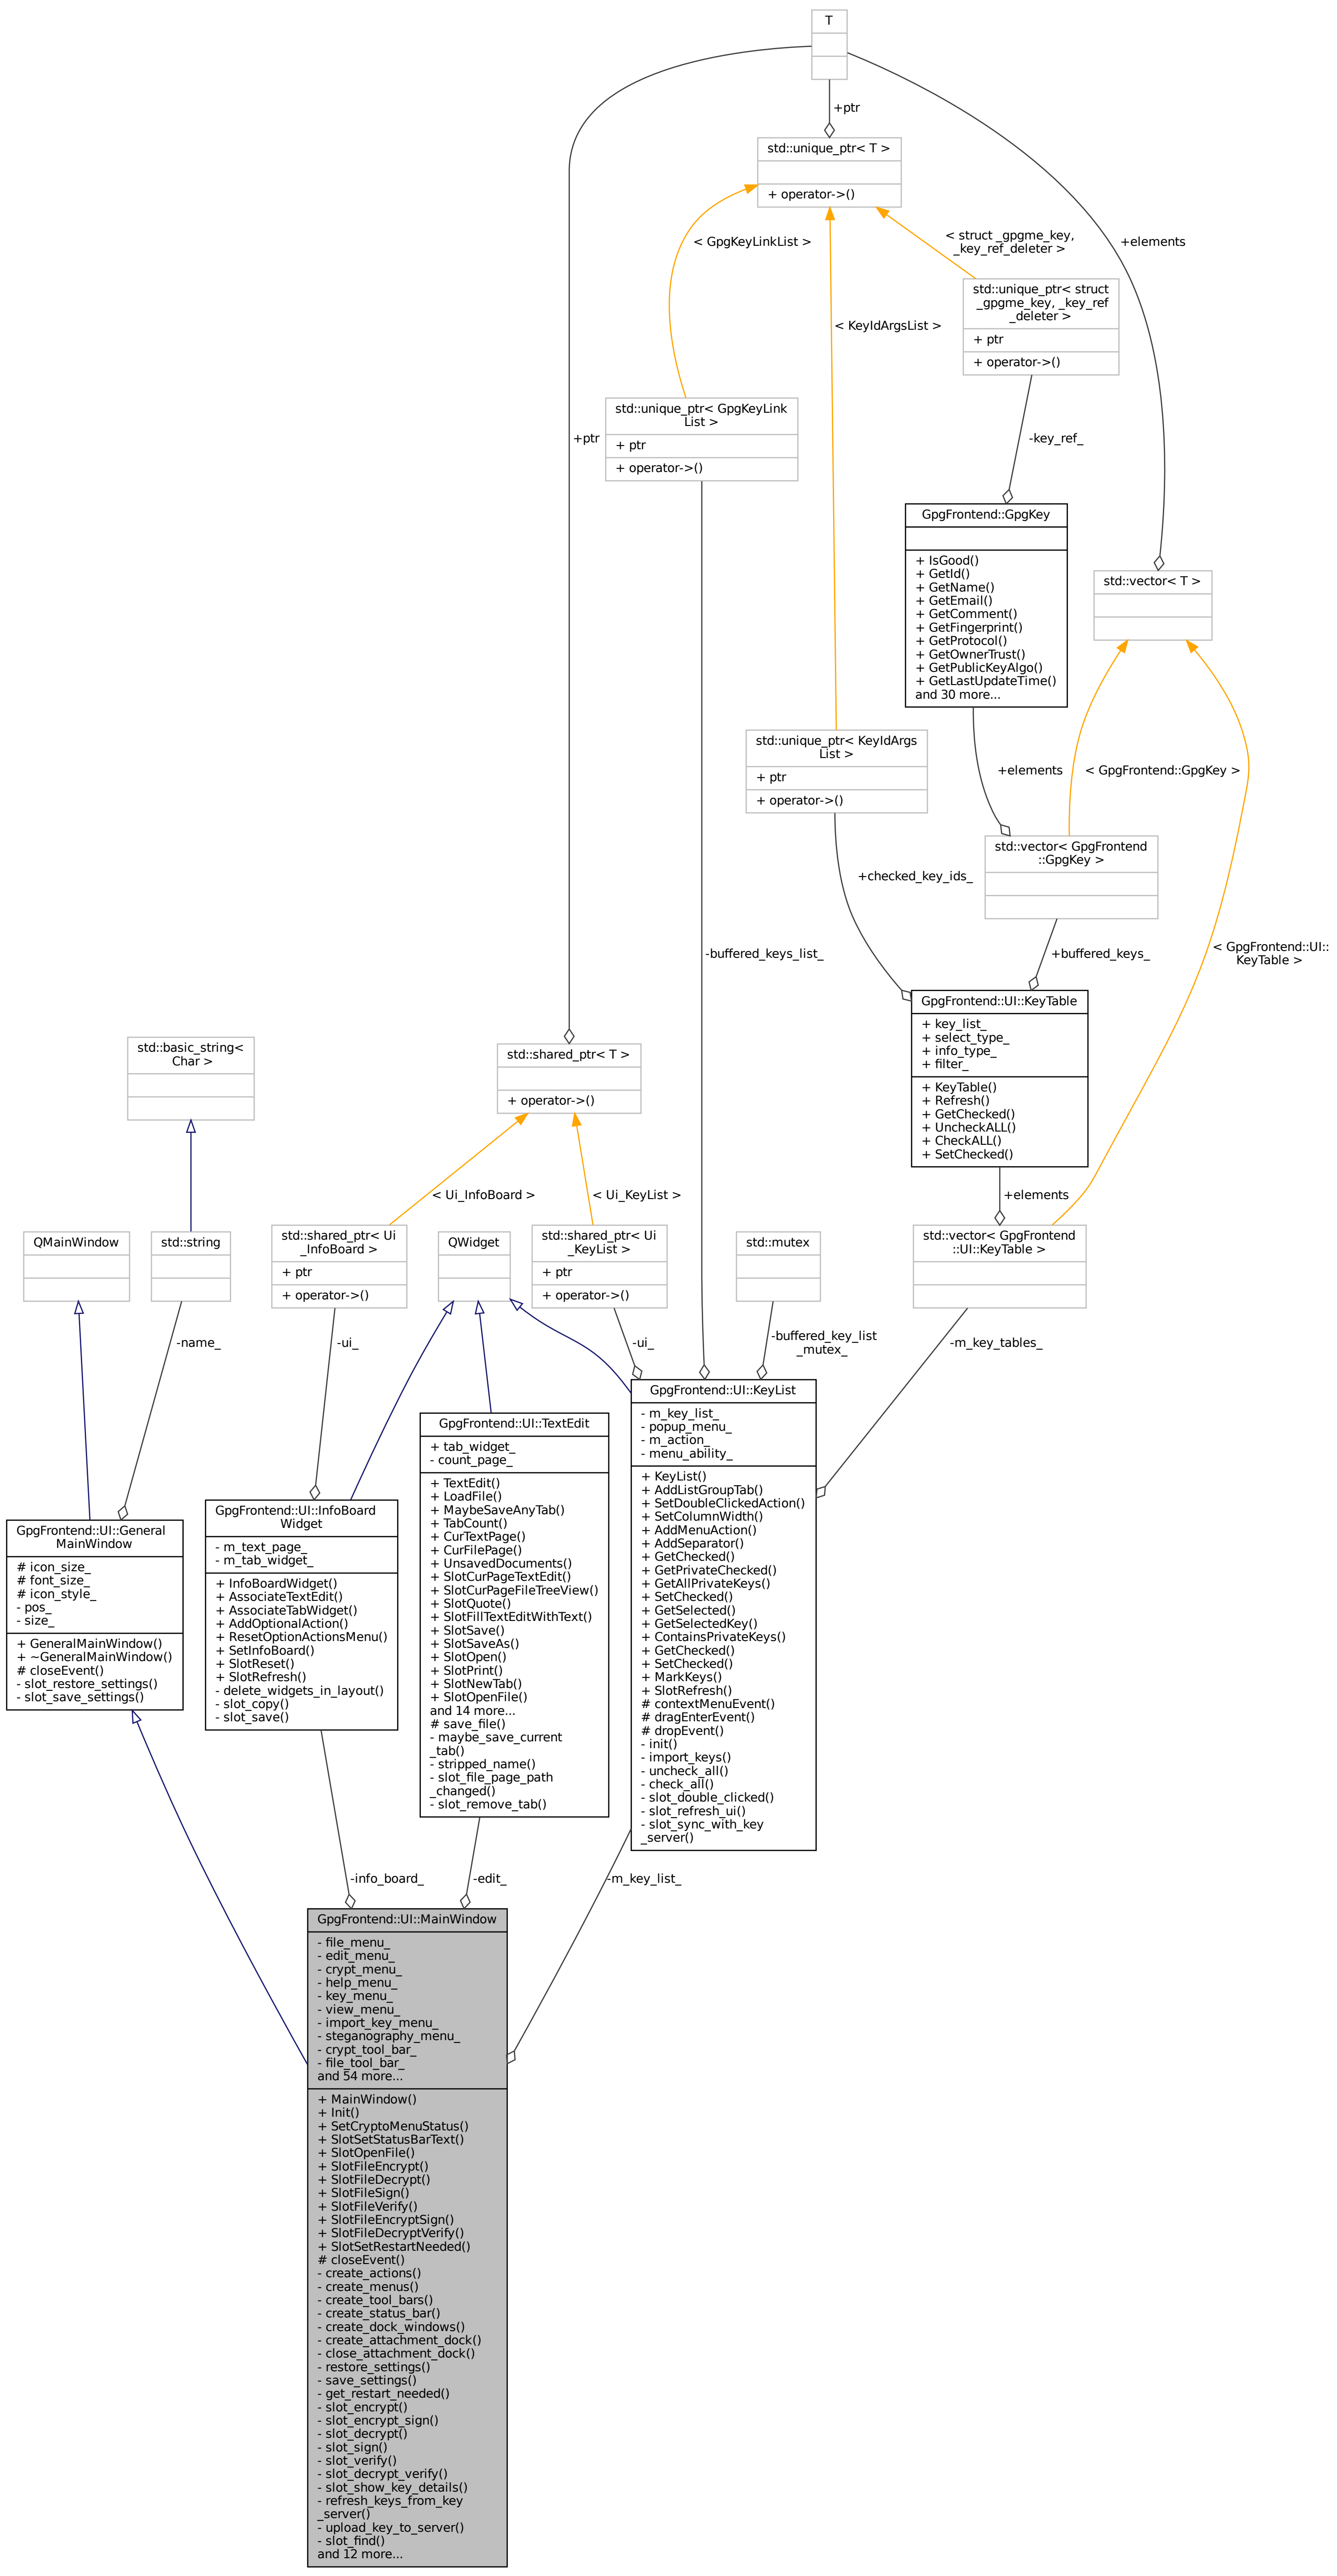 T
+ptr
std::unique_ptr< T >
+ operator->()
< GpgKeyLinkList >
< struct _gpgme_key,
_key_ref_deleter >
+elements
std::unique_ptr< struct
_gpgme_key, _key_ref
_deleter >
+ ptr
+ operator->()
< KeyIdArgsList >
std::unique_ptr< GpgKeyLink
List >
+ ptr
+ operator->()
+ptr
-key_ref_
GpgFrontend::GpgKey
+ IsGood()
+ GetId()
+ GetName()
+ GetEmail()
+ GetComment()
+ GetFingerprint()
+ GetProtocol()
+ GetOwnerTrust()
+ GetPublicKeyAlgo()
+ GetLastUpdateTime()
and 30 more...
std::vector< T >
std::unique_ptr< KeyIdArgs
List >
+ ptr
+ operator->()
+elements
< GpgFrontend::GpgKey >
std::vector< GpgFrontend
::GpgKey >
+checked_key_ids_
-buffered_keys_list_
+buffered_keys_
< GpgFrontend::UI::
KeyTable >
GpgFrontend::UI::KeyTable
+ key_list_
+ select_type_
+ info_type_
+ filter_
+ KeyTable()
+ Refresh()
+ GetChecked()
+ UncheckALL()
+ CheckALL()
+ SetChecked()
std::basic_string<
Char >
std::shared_ptr< T >
+ operator->()
< Ui_InfoBoard >
< Ui_KeyList >
+elements
QMainWindow
std::string
std::shared_ptr< Ui
_InfoBoard >
+ ptr
+ operator->()
QWidget
std::shared_ptr< Ui
_KeyList >
+ ptr
+ operator->()
std::mutex
std::vector< GpgFrontend
::UI::KeyTable >
-name_
-ui_
-ui_
-buffered_key_list
_mutex_
-m_key_tables_
GpgFrontend::UI::General
MainWindow
# icon_size_
# font_size_
# icon_style_
- pos_
- size_
+ GeneralMainWindow()
+ ~GeneralMainWindow()
# closeEvent()
- slot_restore_settings()
- slot_save_settings()
GpgFrontend::UI::InfoBoard
Widget
- m_text_page_
- m_tab_widget_
+ InfoBoardWidget()
+ AssociateTextEdit()
+ AssociateTabWidget()
+ AddOptionalAction()
+ ResetOptionActionsMenu()
+ SetInfoBoard()
+ SlotReset()
+ SlotRefresh()
- delete_widgets_in_layout()
- slot_copy()
- slot_save()
GpgFrontend::UI::TextEdit
+ tab_widget_
- count_page_
+ TextEdit()
+ LoadFile()
+ MaybeSaveAnyTab()
+ TabCount()
+ CurTextPage()
+ CurFilePage()
+ UnsavedDocuments()
+ SlotCurPageTextEdit()
+ SlotCurPageFileTreeView()
+ SlotQuote()
+ SlotFillTextEditWithText()
+ SlotSave()
+ SlotSaveAs()
+ SlotOpen()
+ SlotPrint()
+ SlotNewTab()
+ SlotOpenFile()
and 14 more...
# save_file()
- maybe_save_current
_tab()
- stripped_name()
- slot_file_page_path
_changed()
- slot_remove_tab()
GpgFrontend::UI::KeyList
- m_key_list_
- popup_menu_
- m_action_
- menu_ability_
+ KeyList()
+ AddListGroupTab()
+ SetDoubleClickedAction()
+ SetColumnWidth()
+ AddMenuAction()
+ AddSeparator()
+ GetChecked()
+ GetPrivateChecked()
+ GetAllPrivateKeys()
+ SetChecked()
+ GetSelected()
+ GetSelectedKey()
+ ContainsPrivateKeys()
+ GetChecked()
+ SetChecked()
+ MarkKeys()
+ SlotRefresh()
# contextMenuEvent()
# dragEnterEvent()
# dropEvent()
- init()
- import_keys()
- uncheck_all()
- check_all()
- slot_double_clicked()
- slot_refresh_ui()
- slot_sync_with_key
_server()
-info_board_
-edit_
-m_key_list_
GpgFrontend::UI::MainWindow
- file_menu_
- edit_menu_
- crypt_menu_
- help_menu_
- key_menu_
- view_menu_
- import_key_menu_
- steganography_menu_
- crypt_tool_bar_
- file_tool_bar_
and 54 more...
+ MainWindow()
+ Init()
+ SetCryptoMenuStatus()
+ SlotSetStatusBarText()
+ SlotOpenFile()
+ SlotFileEncrypt()
+ SlotFileDecrypt()
+ SlotFileSign()
+ SlotFileVerify()
+ SlotFileEncryptSign()
+ SlotFileDecryptVerify()
+ SlotSetRestartNeeded()
# closeEvent()
- create_actions()
- create_menus()
- create_tool_bars()
- create_status_bar()
- create_dock_windows()
- create_attachment_dock()
- close_attachment_dock()
- restore_settings()
- save_settings()
- get_restart_needed()
- slot_encrypt()
- slot_encrypt_sign()
- slot_decrypt()
- slot_sign()
- slot_verify()
- slot_decrypt_verify()
- slot_show_key_details()
- refresh_keys_from_key
_server()
- upload_key_to_server()
- slot_find()
and 12 more...